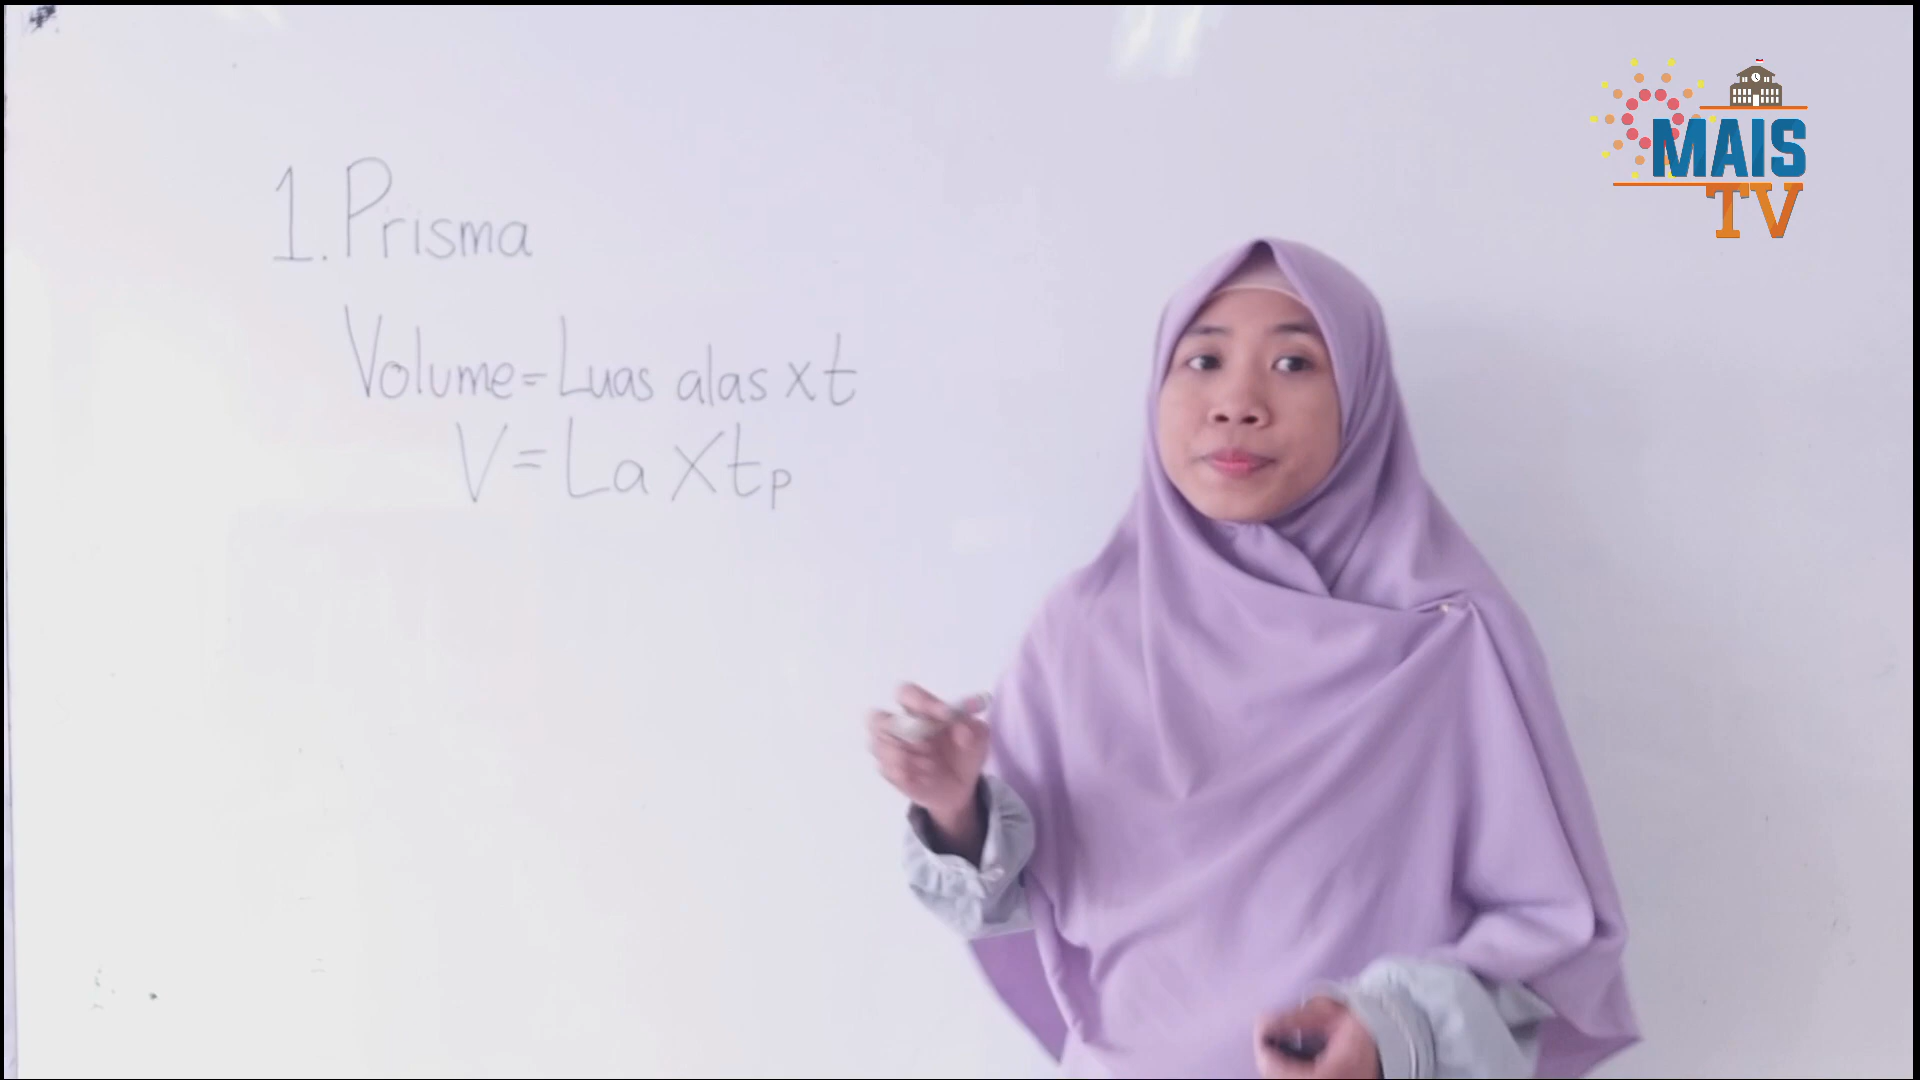 1. Prisma
Volume = Luas alas x t
V = La x tp
MAIS
TV